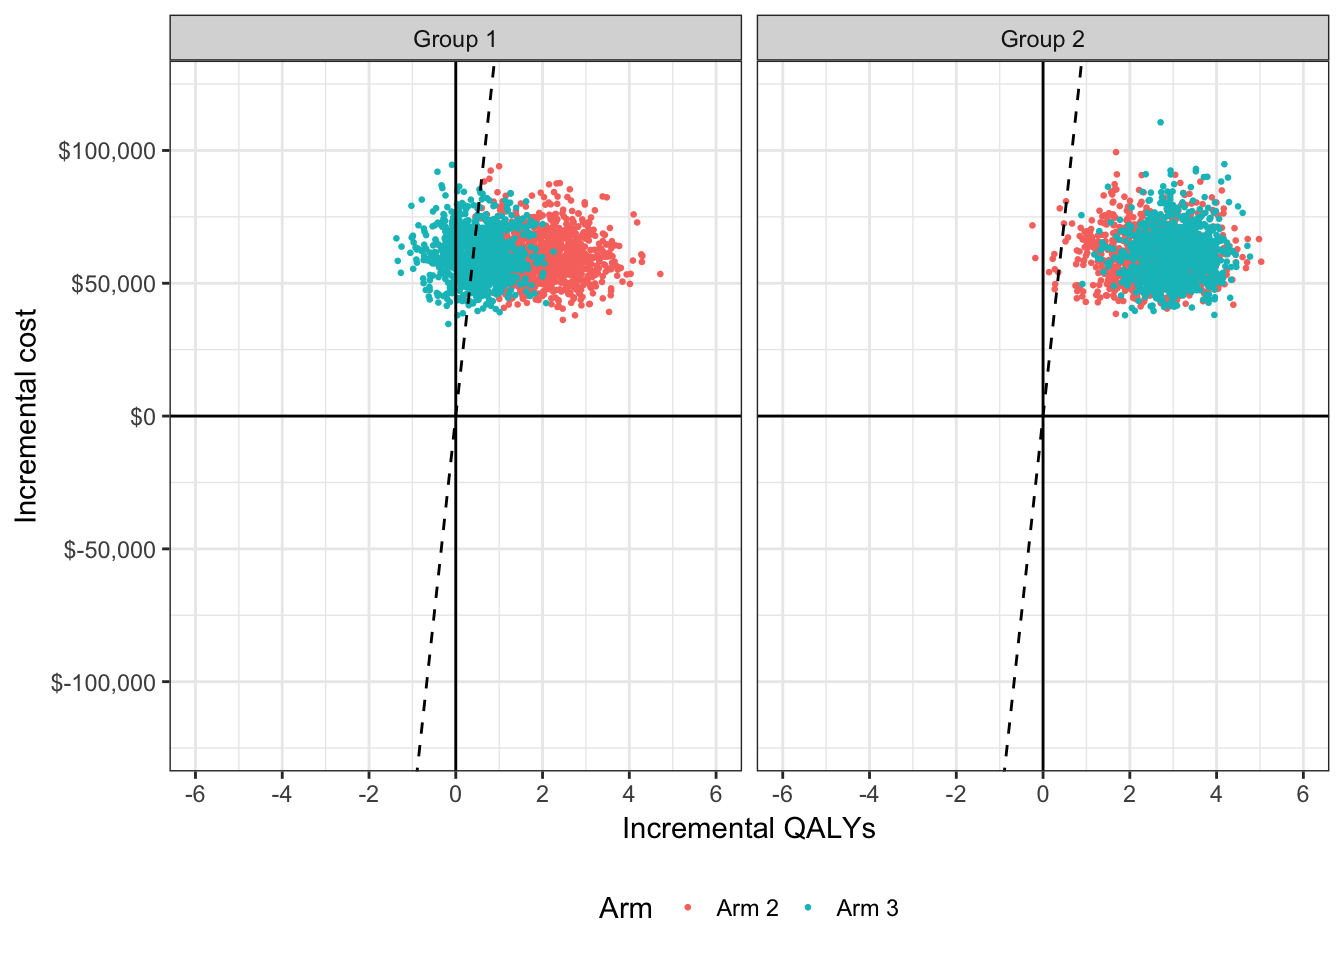 Group 1
Group 2
Incremental cost
$100,000
$50,000
$0
$-50,000
$-100,000
-6 -4 -2 0 2 4 6
-6 -4 -2 0 2 4 6
Incremental QALYs
Arm Arm 2 Arm 3